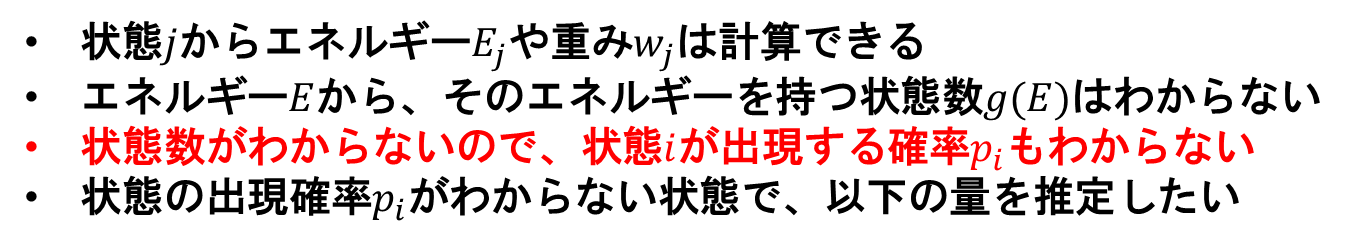 • 状態jからエネルギーE_jや重みw_jは計算できる
• エネルギーEから、そのエネルギーを持つ状態数g(E)はわからない
• 状態数がわからないので、状態iが出現する確率p_iもわからない
• 状態の出現確率p_iがわからない状態で、以下の量を推定したい